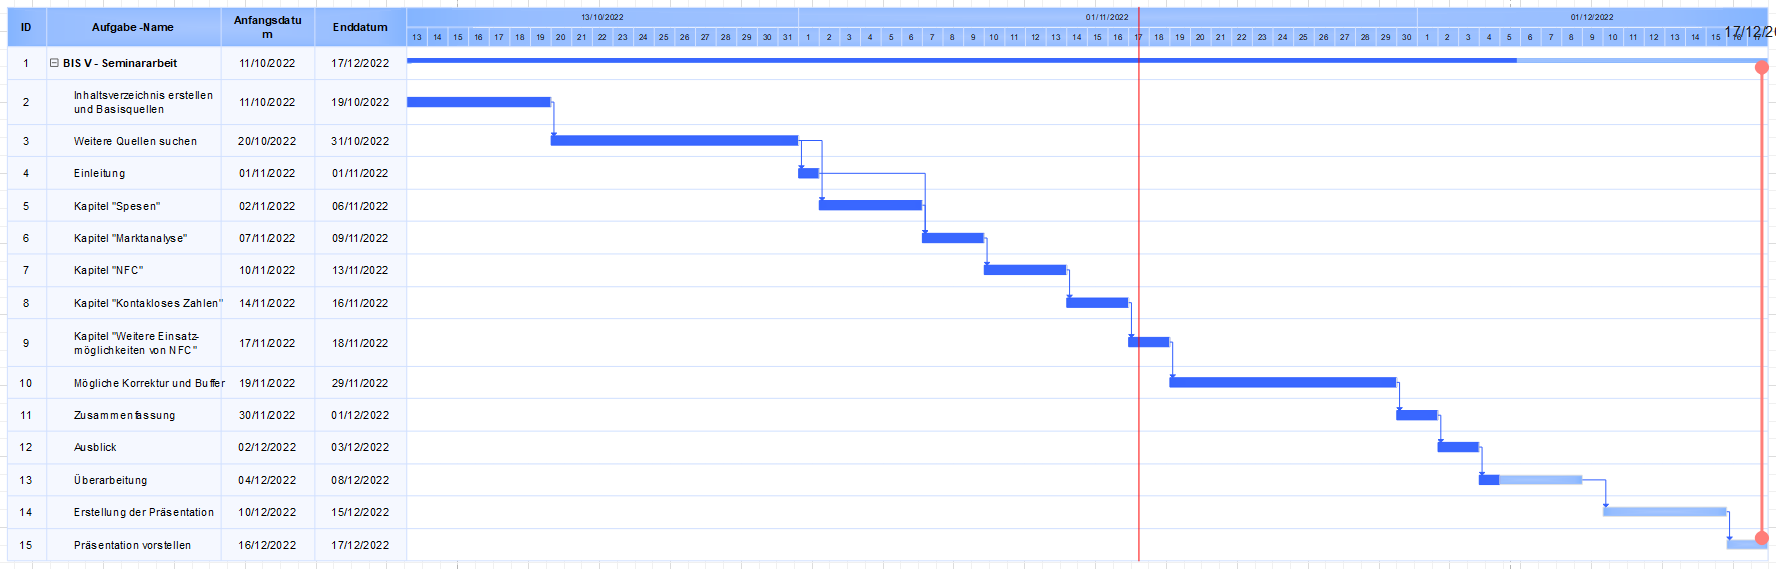 ID Aufgabe -Name Anfangsdatu
m Enddatum
13/10/2022 01/11/2022 01/12/2022
13 14 15 16 17 18 19 20 21 22 23 24 25 26 27 28 29 30 31 1 2 3 4 5 6 7 8 9 10 11 12 13 14 15 16 17 18 19 20 21 22 23 24 25 26 27 28 29 30 1 2 3 4 5 6 7 8 9 10 11 12 13 14 15 16
17/12/20
1 BIS V - Seminararbeit 11/10/2022 17/12/2022
2 Inhaltsverzeichnis erstellen
und Basisquellen 11/10/2022 19/10/2022
3 Weitere Quellen suchen 20/10/2022 31/10/2022
4 Einleitung 01/11/2022 01/11/2022
5 Kapitel "Spesen" 02/11/2022 06/11/2022
6 Kapitel "Marktanalyse" 07/11/2022 09/11/2022
7 Kapitel "NFC" 10/11/2022 13/11/2022
8 Kapitel "Kontakloses Zahlen" 14/11/2022 16/11/2022
9 Kapitel "Weitere Einsatz-
möglichkeiten von NFC" 17/11/2022 18/11/2022
10 Mögliche Korrektur und Buffer 19/11/2022 29/11/2022
11 Zusammenfassung 30/11/2022 01/12/2022
12 Ausblick 02/12/2022 03/12/2022
13 Überarbeitung 04/12/2022 08/12/2022
14 Erstellung der Präsentation 10/12/2022 15/12/2022
15 Präsentation vorstellen 16/12/2022 17/12/2022